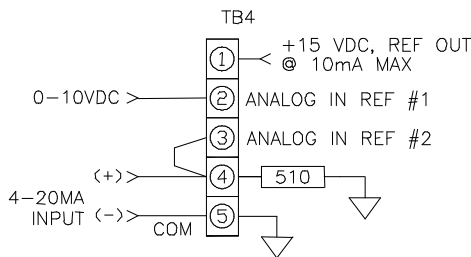 TB4
1
+15 VDC, REF OUT
@ 10mA MAX
0-10VDC
2
ANALOG IN REF #1
3
ANALOG IN REF #2
(+)
4
510
4-20MA
INPUT (-)
COM
5